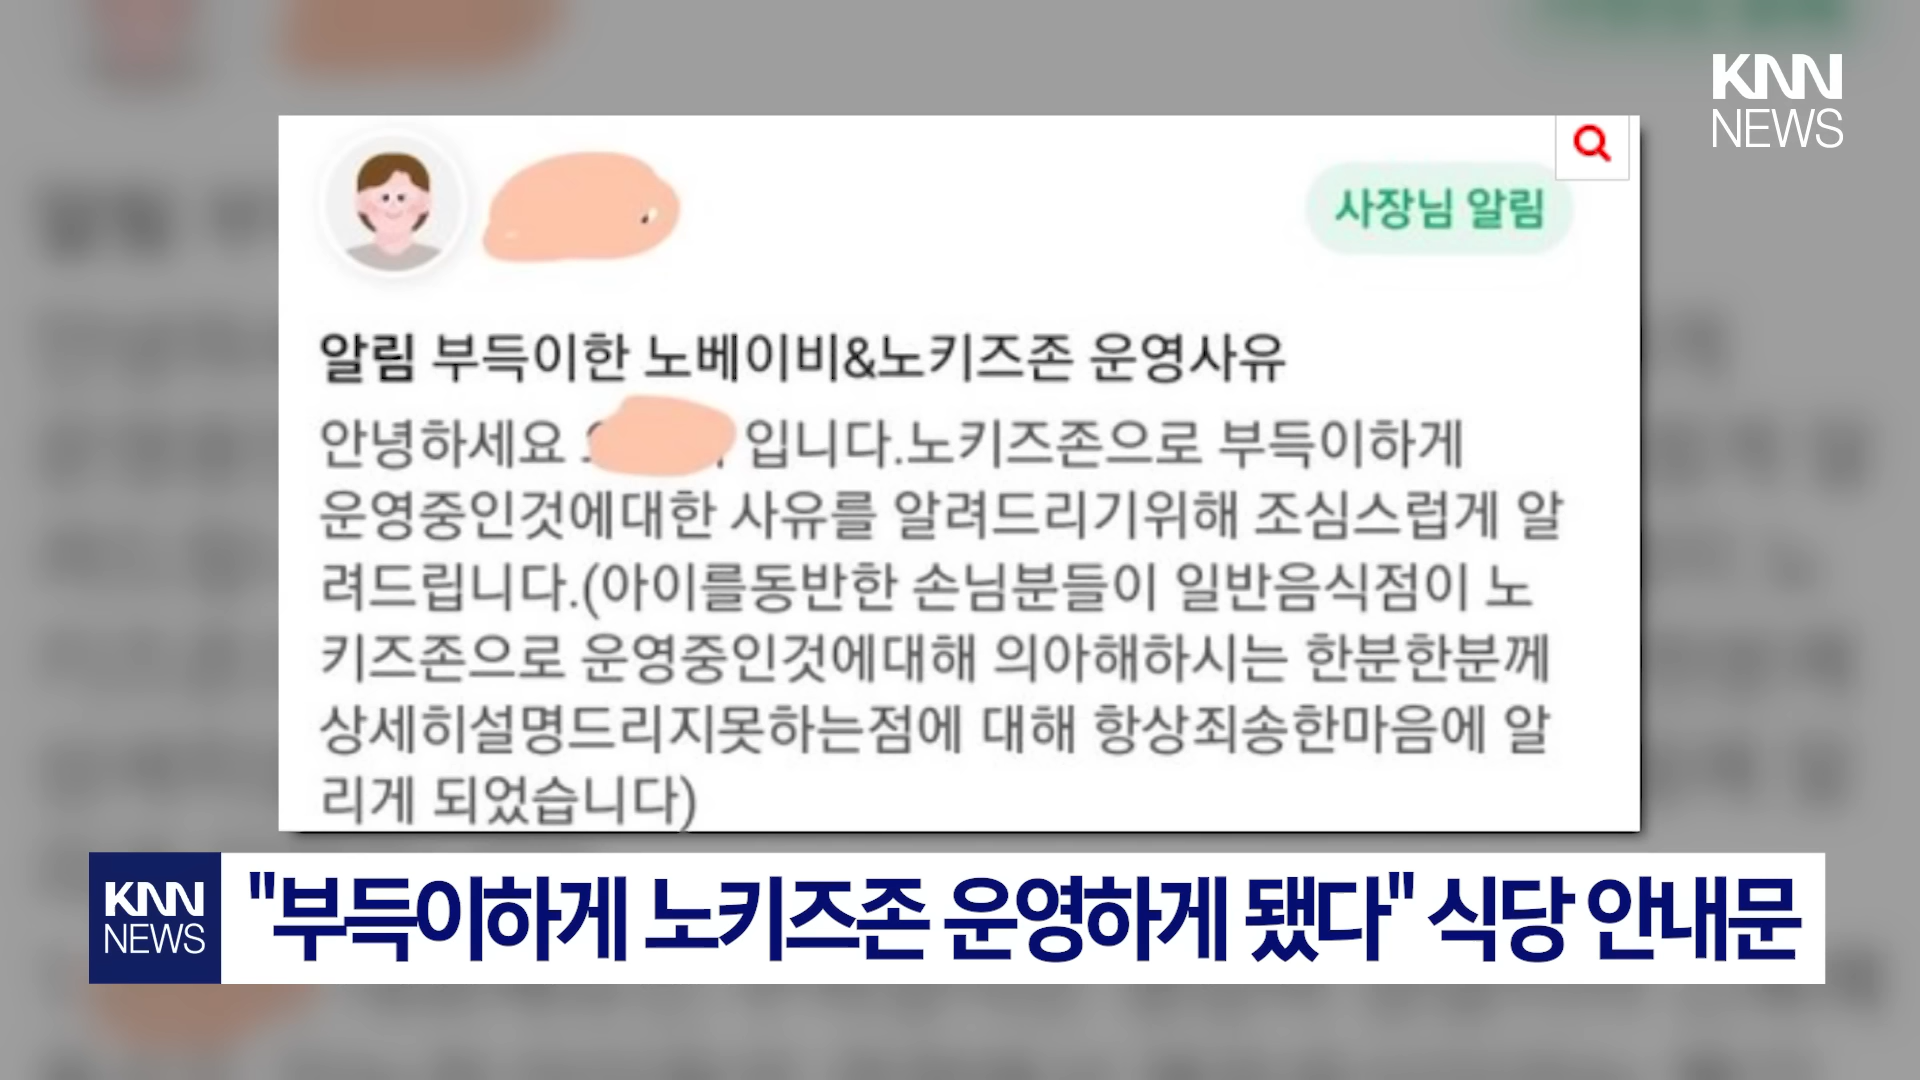 KNN
NEWS
사장님 알림
알림 부득이한 노베이비&노키즈존 운영사유
안녕하세요 입니다.노키즈존으로 부득이하게
운영중인것에대한 사유를 알려드리기위해 조심스럽게 알
려드립니다.(아이를동반한 손님분들이 일반음식점이 노
키즈존으로 운영중인것에대해 의아해하시는 한분한분께
상세히설명드리지못하는점에 대해 항상죄송한마음에 알
리게 되었습니다)
KNN
NEWS
"부득이하게 노키즈존 운영하게 됐다" 식당 안내문